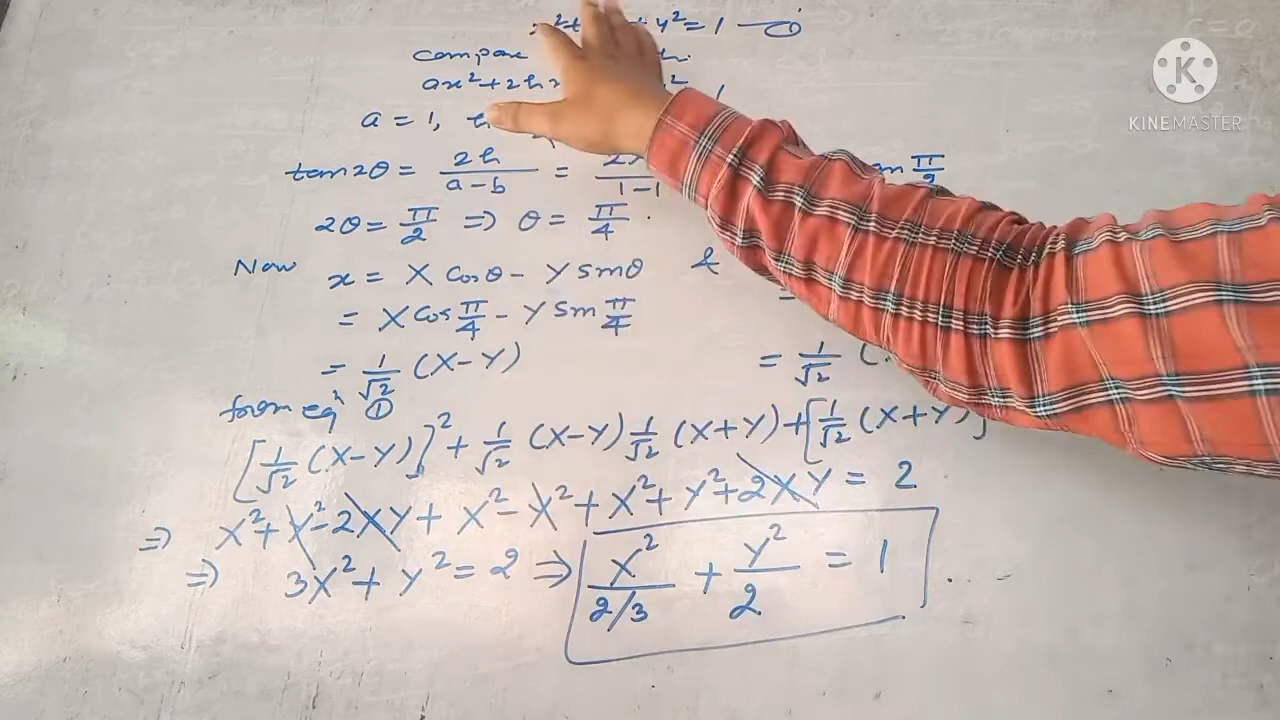 y² = 1 — ①
compare
ax² + 2h
a = 1, h
tan2θ = 2h/(a-b) = 2×/(1-1) π/2
2θ = π/2 ⇒ θ = π/4 .
Now x = X Cosθ - Y Sinθ &
= X Cos π/4 - Y Sin π/4
= 1/√2 (X-Y) = 1/√2 (
from eqⁿ ①
[1/√2 (X-Y)]² + 1/√2 (X-Y) 1/√2 (X+Y) + [1/√2 (X+Y)
⇒ X² + Y² - 2XY + X² - Y² + X² + Y² + 2XY = 2
⇒ 3X² + Y² = 2 ⇒ X²/(2/3) + Y²/2 = 1 .
K
KINEMASTER